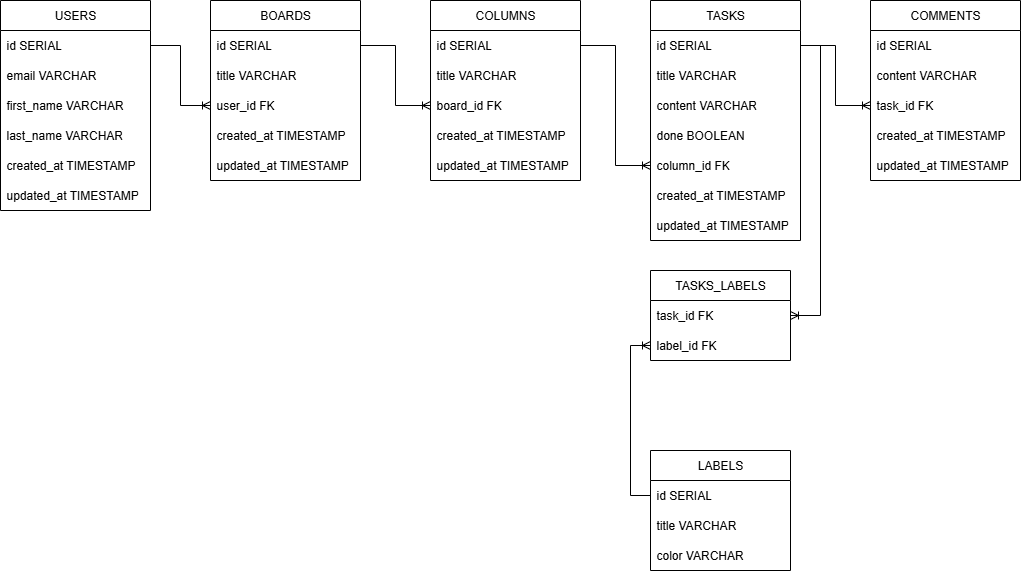 USERS
id SERIAL
email VARCHAR
first_name VARCHAR
last_name VARCHAR
created_at TIMESTAMP
updated_at TIMESTAMP
BOARDS
id SERIAL
title VARCHAR
user_id FK
created_at TIMESTAMP
updated_at TIMESTAMP
COLUMNS
id SERIAL
title VARCHAR
board_id FK
created_at TIMESTAMP
updated_at TIMESTAMP
TASKS
id SERIAL
title VARCHAR
content VARCHAR
done BOOLEAN
column_id FK
created_at TIMESTAMP
updated_at TIMESTAMP
COMMENTS
id SERIAL
content VARCHAR
task_id FK
created_at TIMESTAMP
updated_at TIMESTAMP
TASKS_LABELS
task_id FK
label_id FK
LABELS
id SERIAL
title VARCHAR
color VARCHAR